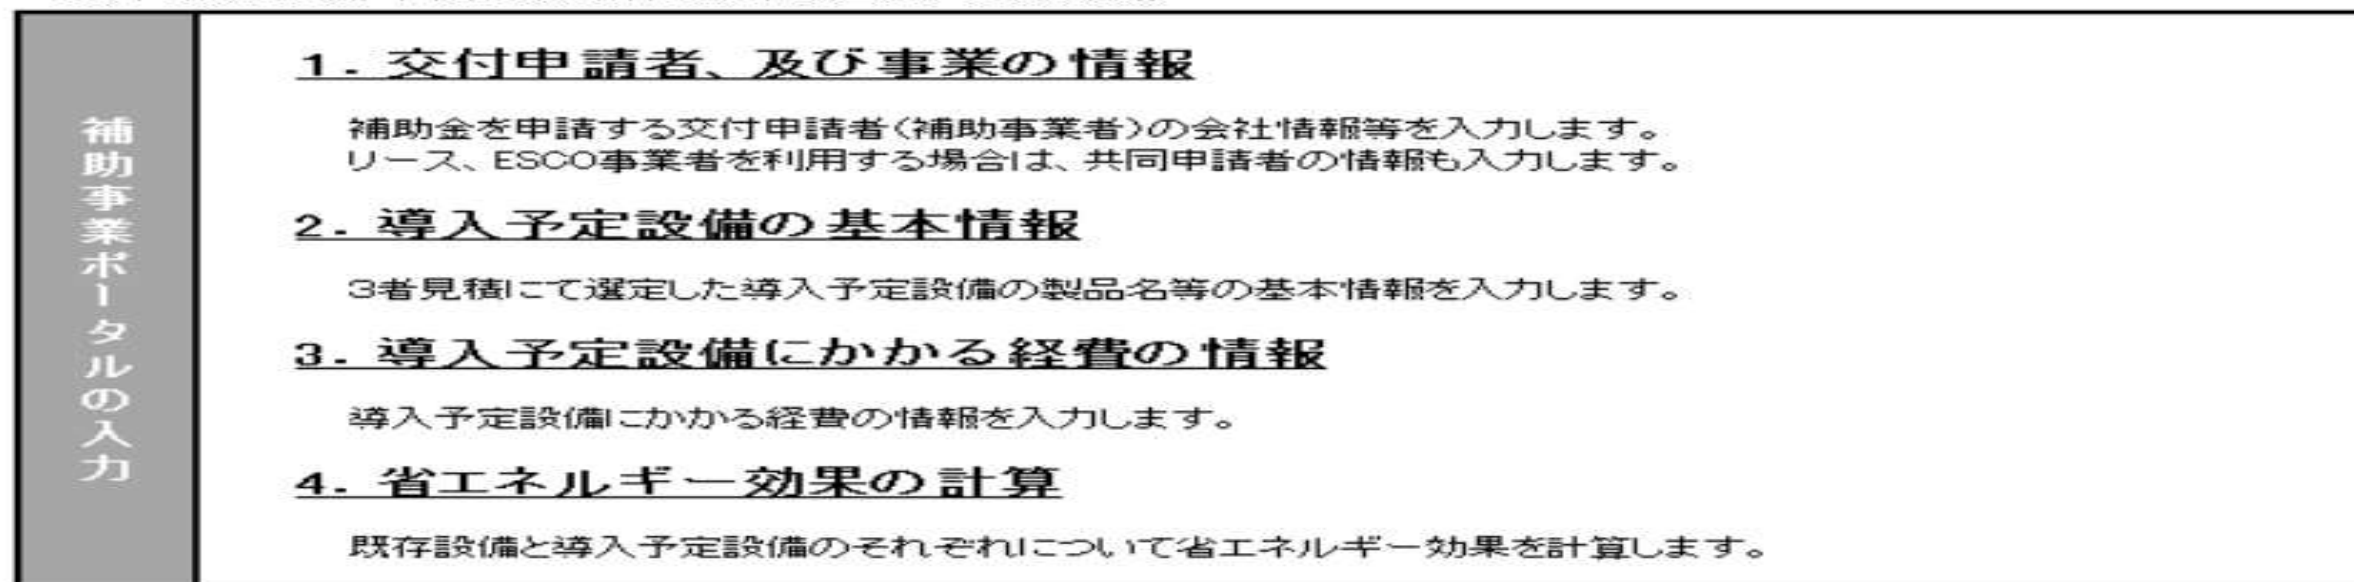 補助事業ポータルの入力
1. 交付申請者、及び事業の情報
補助金を申請する交付申請者(補助事業者)の会社情報等を入力します。
リース、ESCO事業者を利用する場合は、共同申請者の情報も入力します。
2. 導入予定設備の基本情報
3者見積にて選定した導入予定設備の製品名等の基本情報を入力します。
3. 導入予定設備にかかる経費の情報
導入予定設備にかかる経費の情報を入力します。
4. 省エネルギー効果の計算
既存設備と導入予定設備のそれぞれについて省エネルギー効果を計算します。